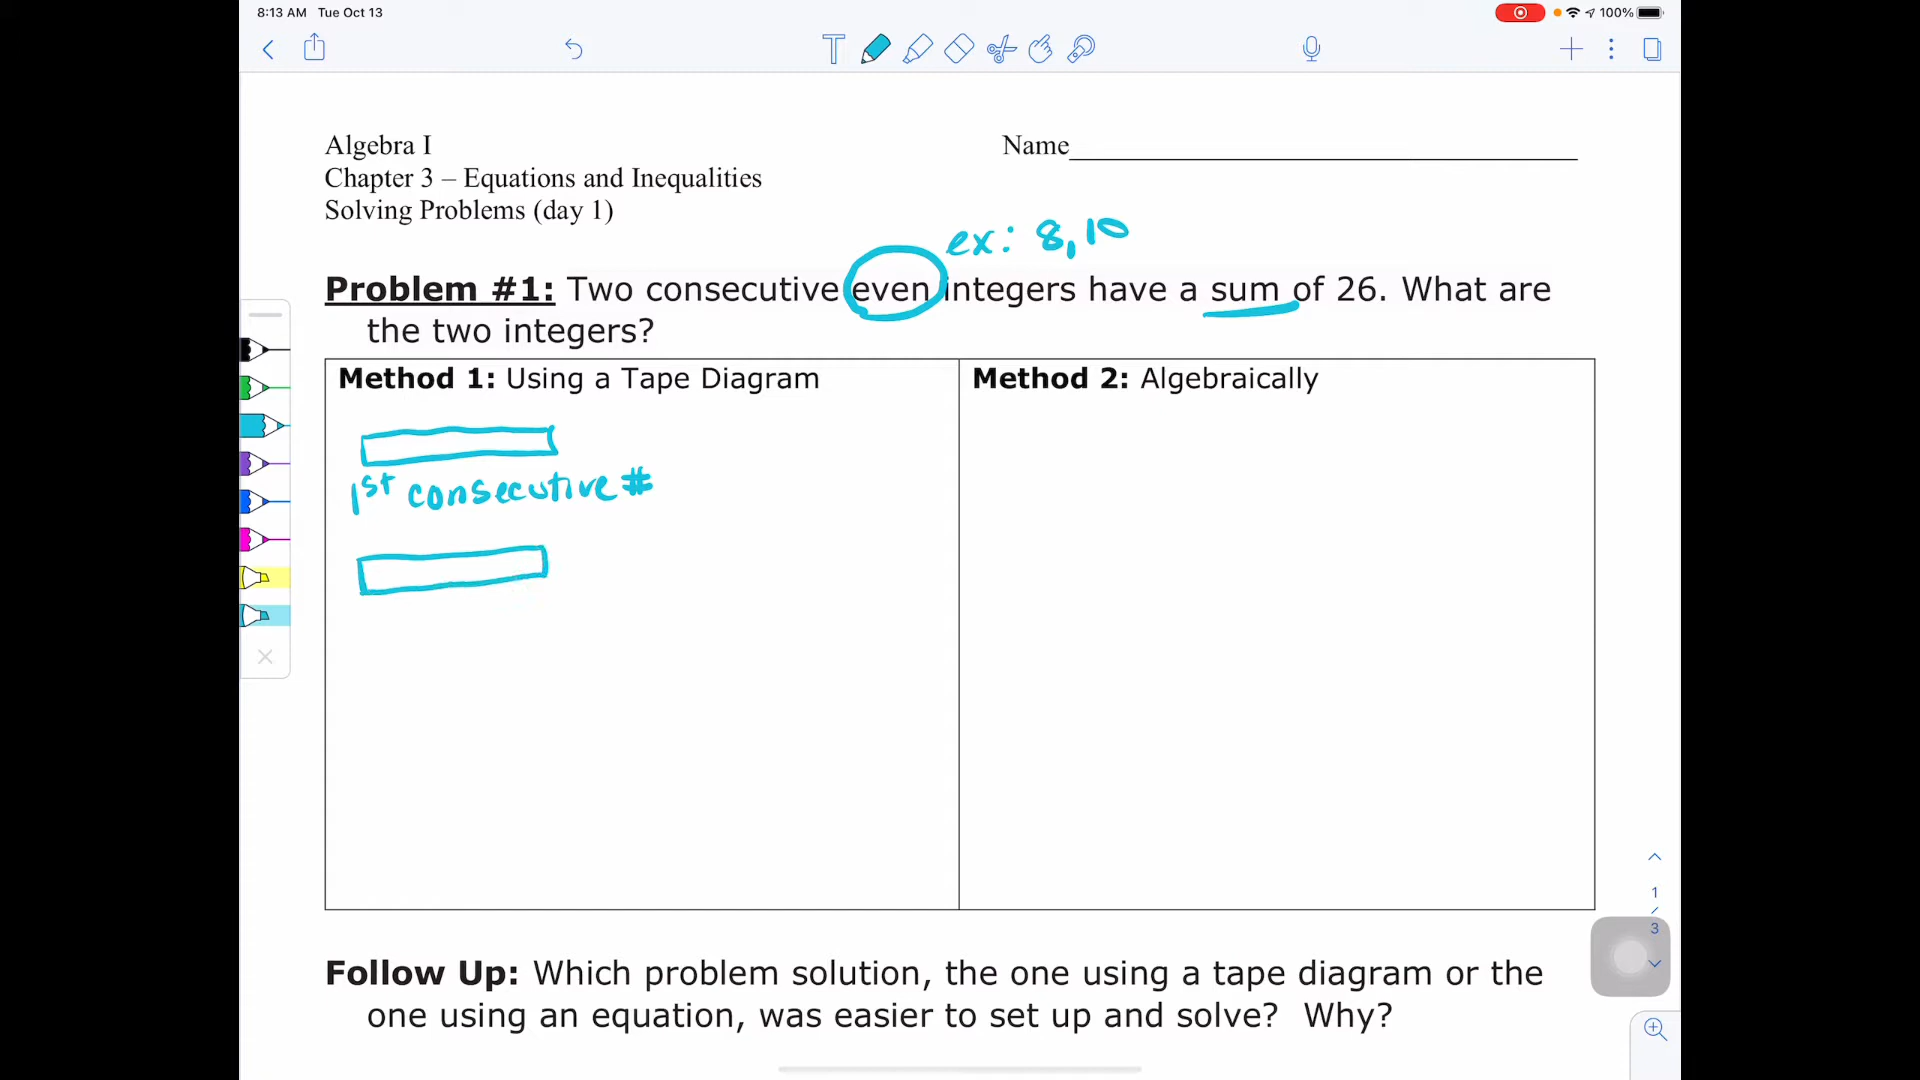 8:13 AM Tue Oct 13
100%
Algebra I
Name
Chapter 3 – Equations and Inequalities
Solving Problems (day 1)
ex: 8, 10
Problem #1: Two consecutive even integers have a sum of 26. What are
the two integers?
Method 1: Using a Tape Diagram
Method 2: Algebraically
1st consecutive #
1
/
3
Follow Up: Which problem solution, the one using a tape diagram or the
one using an equation, was easier to set up and solve? Why?